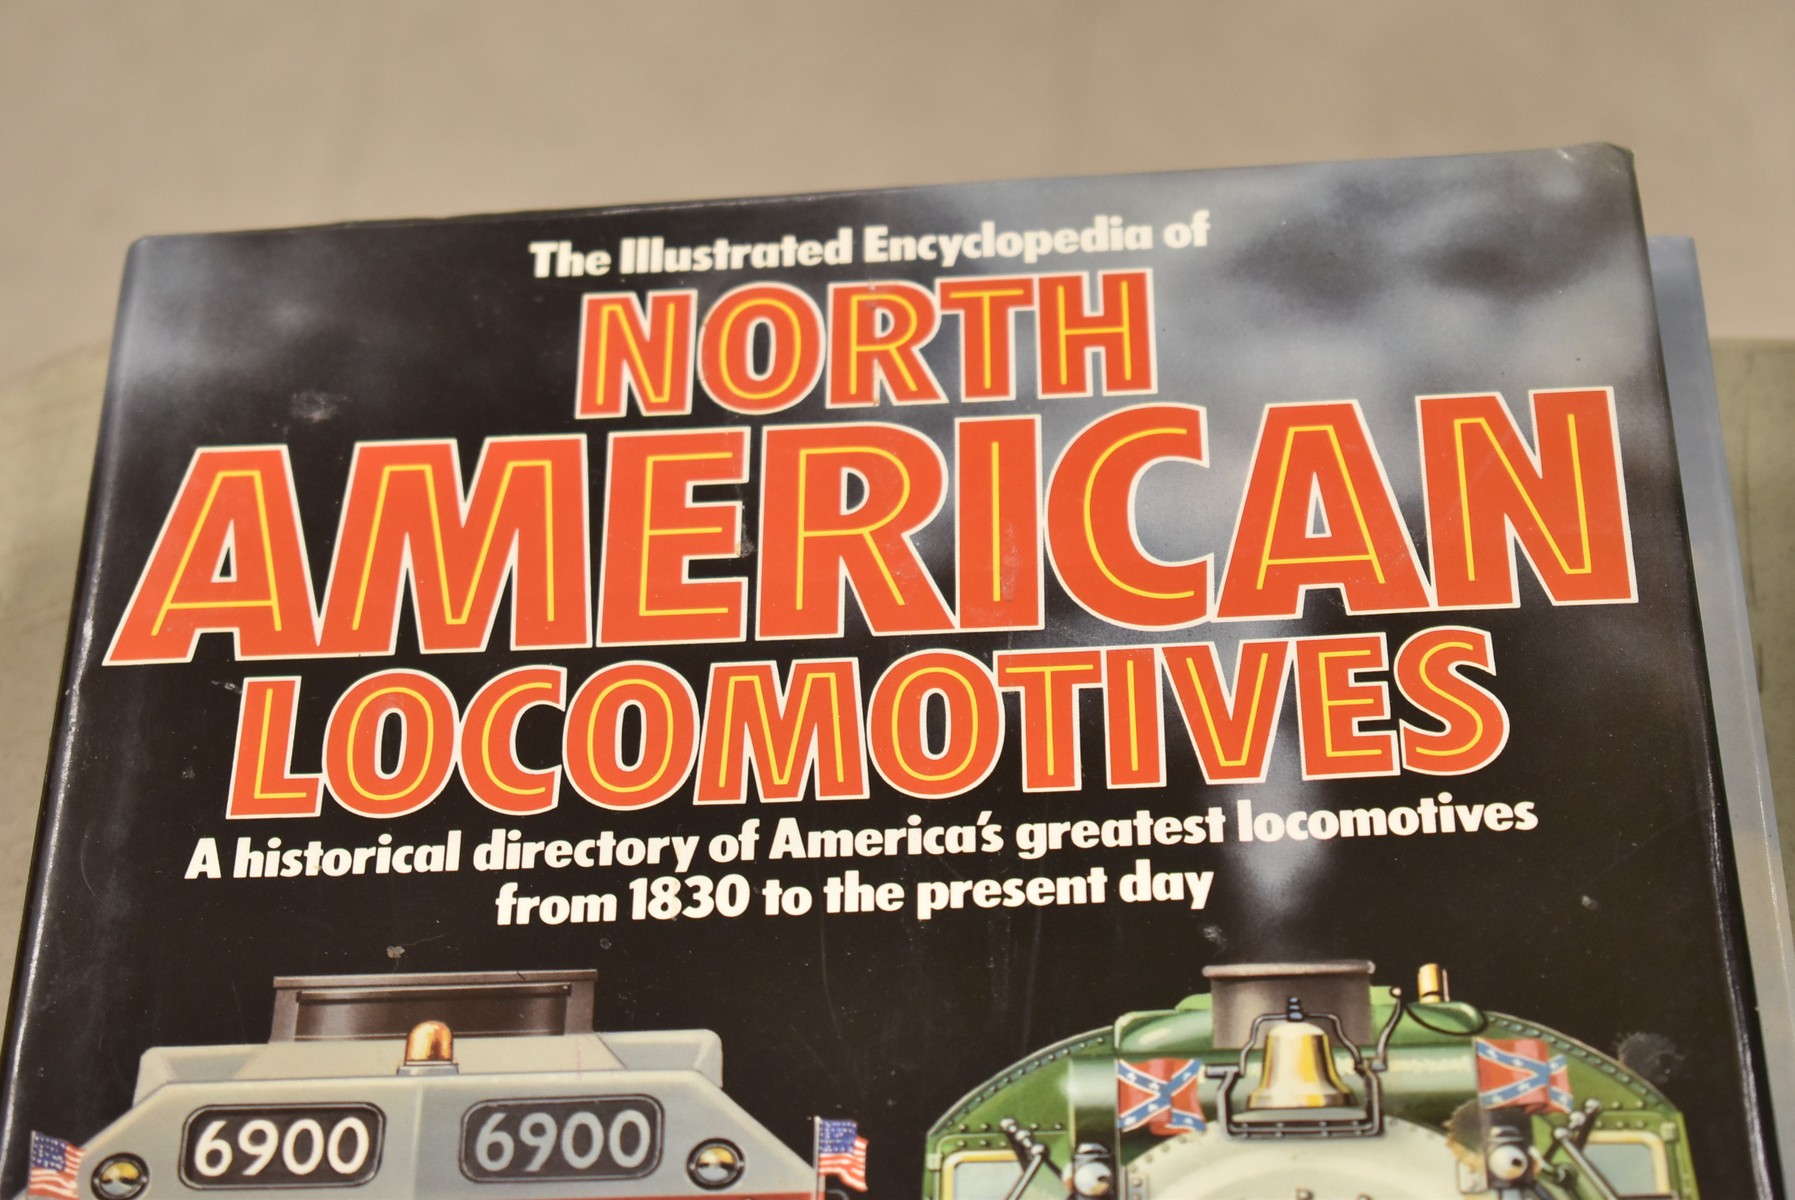 The Illustrated Encyclopedia of
NORTH
AMERICAN
LOCOMOTIVES
A historical directory of America's greatest locomotives
from 1830 to the present day
6900 6900